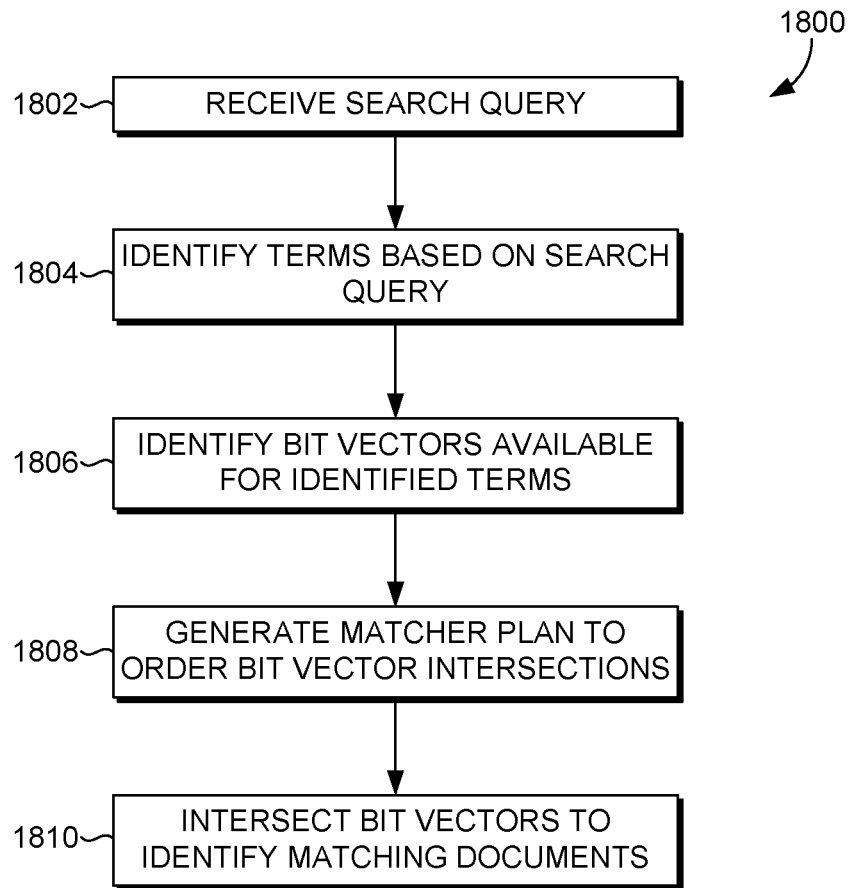 1800
1802
RECEIVE SEARCH QUERY
1804
IDENTIFY TERMS BASED ON SEARCH
QUERY
1806
IDENTIFY BIT VECTORS AVAILABLE
FOR IDENTIFIED TERMS
1808
GENERATE MATCHER PLAN TO
ORDER BIT VECTOR INTERSECTIONS
1810
INTERSECT BIT VECTORS TO
IDENTIFY MATCHING DOCUMENTS